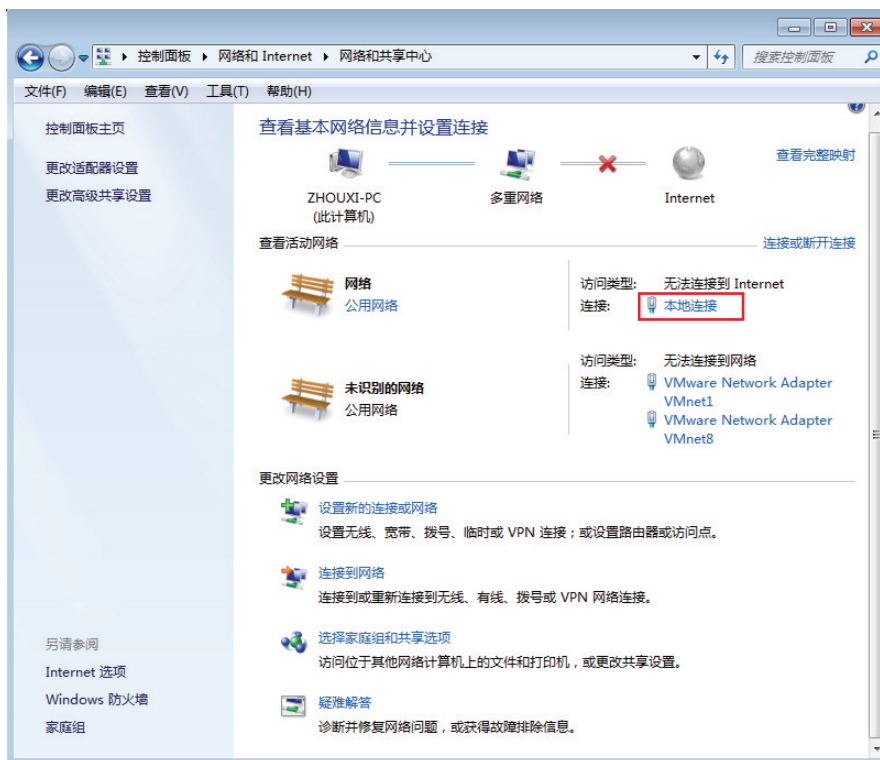 控制面板 ▸ 网络和 Internet ▸ 网络和共享中心
搜索控制面板
文件(F) 编辑(E) 查看(V) 工具(T) 帮助(H)
控制面板主页
更改适配器设置
更改高级共享设置
查看基本网络信息并设置连接
查看完整映射
ZHOUXI-PC
(此计算机)
多重网络
Internet
查看活动网络
连接或断开连接
网络
公用网络
访问类型: 无法连接到 Internet
连接: 本地连接
未识别的网络
公用网络
访问类型: 无法连接到网络
连接: VMware Network Adapter
VMnet1
VMware Network Adapter
VMnet8
更改网络设置
设置新的连接或网络
设置无线、宽带、拨号、临时或 VPN 连接；或设置路由器或访问点。
连接到网络
连接到或重新连接到无线、有线、拨号或 VPN 网络连接。
选择家庭组和共享选项
访问位于其他网络计算机上的文件和打印机，或更改共享设置。
疑难解答
诊断并修复网络问题，或获得故障排除信息。
另请参阅
Internet 选项
Windows 防火墙
家庭组